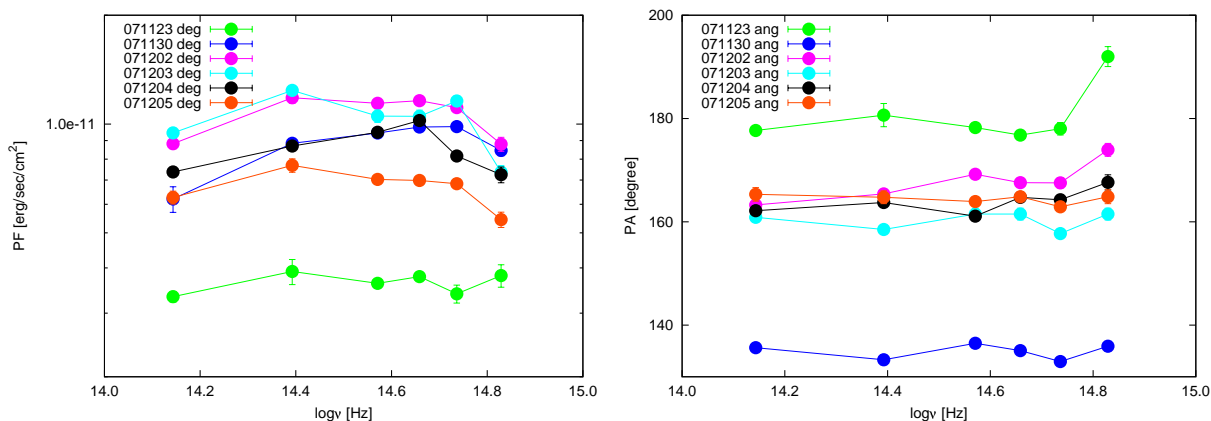 071123 deg
071130 deg
071202 deg
071203 deg
071204 deg
071205 deg
1.0e-11
PF [erg/sec/cm²]
14.0 14.2 14.4 14.6 14.8 15.0
logν [Hz]
071123 ang
071130 ang
071202 ang
071203 ang
071204 ang
071205 ang
200
180
160
140
PA [degree]
14.0 14.2 14.4 14.6 14.8 15.0
logν [Hz]